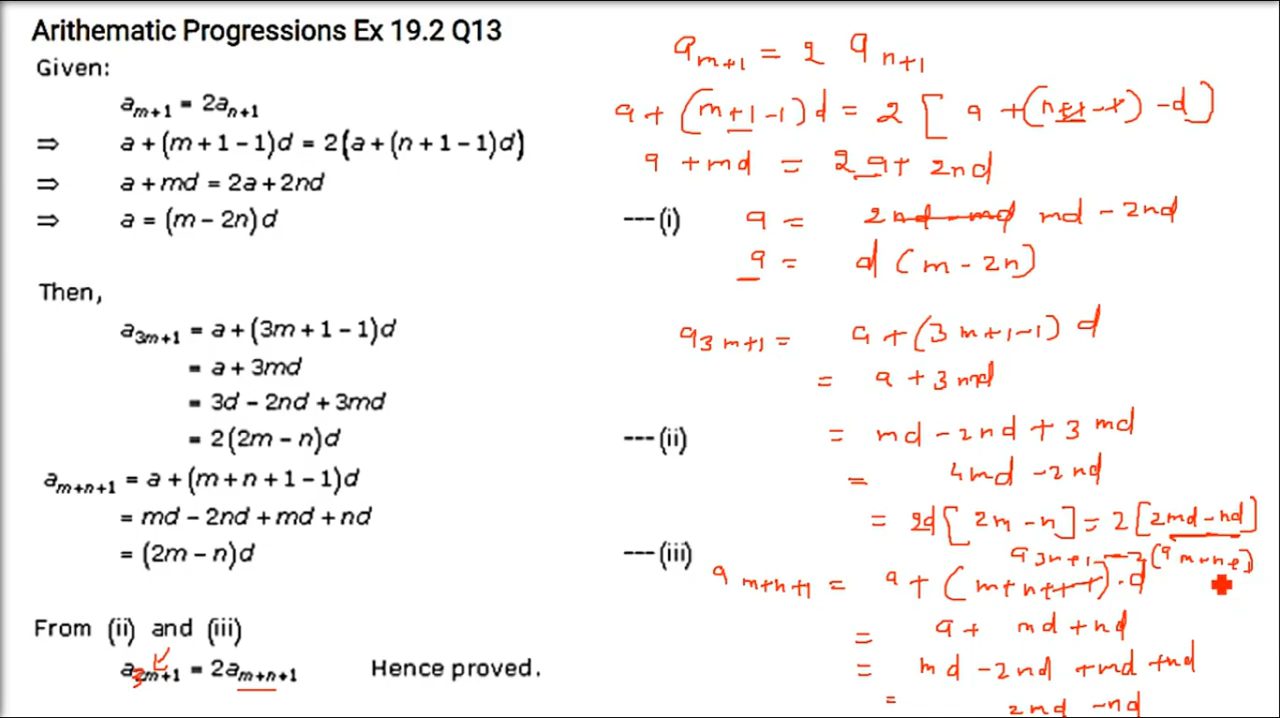 Arithematic Progressions Ex 19.2 Q13
Given:
a_{m+1} = 2a_{n+1}
⇒ a + (m + 1 − 1)d = 2(a + (n + 1 − 1)d)
⇒ a + md = 2a + 2nd
⇒ a = (m − 2n)d ---(i)
Then,
a_{3m+1} = a + (3m + 1 − 1)d
= a + 3md
= 3d − 2nd + 3md
= 2(2m − n)d ---(ii)
a_{m+n+1} = a + (m + n + 1 − 1)d
= md − 2nd + md + nd
= (2m − n)d ---(iii)
From (ii) and (iii)
a_{3m+1} = 2a_{m+n+1} Hence proved.
a_{m+1} = 2 a_{n+1}
a + (m+1−1)d = 2[a + (n+1−1)−d]
a + md = 2a + 2nd
a = 2nd − md md − 2nd
a = d(m − 2n)
a_{3m+1} = a + (3m+1−1)d
= a + 3md
= md − 2nd + 3md
= 4md − 2nd
= 2d[2m − n] = 2[2md − nd]
a_{m+n+1} = a + (m+n+1−1).d
= a + md + nd
= md − 2nd + md + nd
= 2md − nd